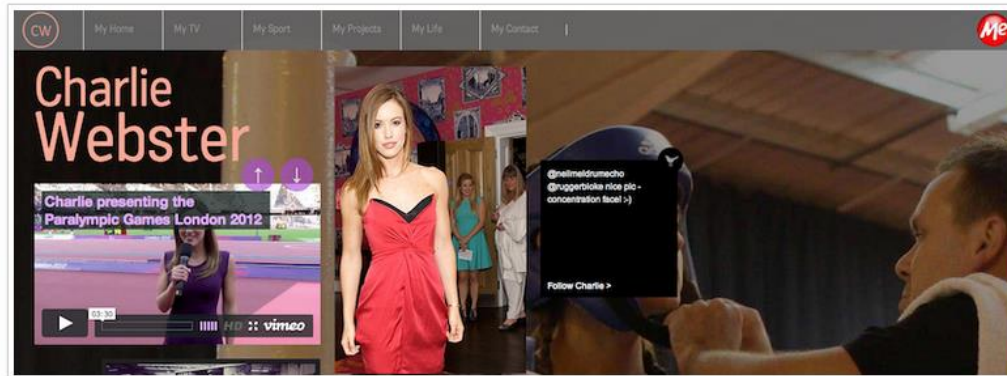 CW
My Home
My TV
My Sport
My Projects
My Life
My Contact
Me
Charlie
Webster
Charlie presenting the
Paralympic Games London 2012
03:30
HD
vimeo
@neilmeldrumecho
@ruggerbloke nice pic -
concentration face! :-)
Follow Charlie >